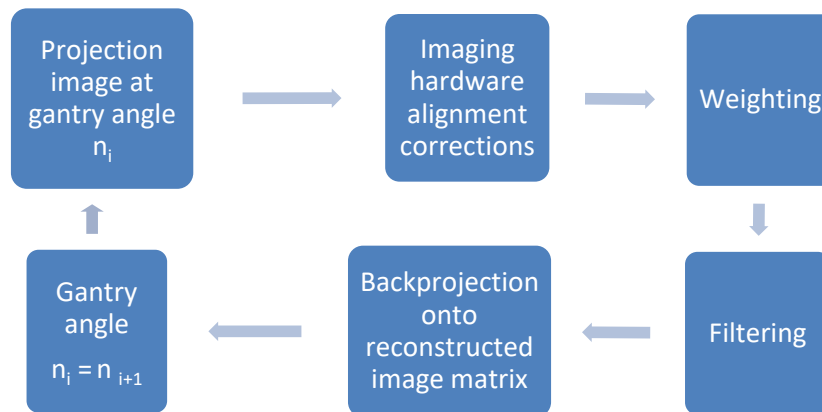 Projection
image at
gantry angle
nᵢ
Imaging
hardware
alignment
corrections
Weighting
Filtering
Backprojection
onto
reconstructed
image matrix
Gantry
angle
nᵢ = n ᵢ₊₁